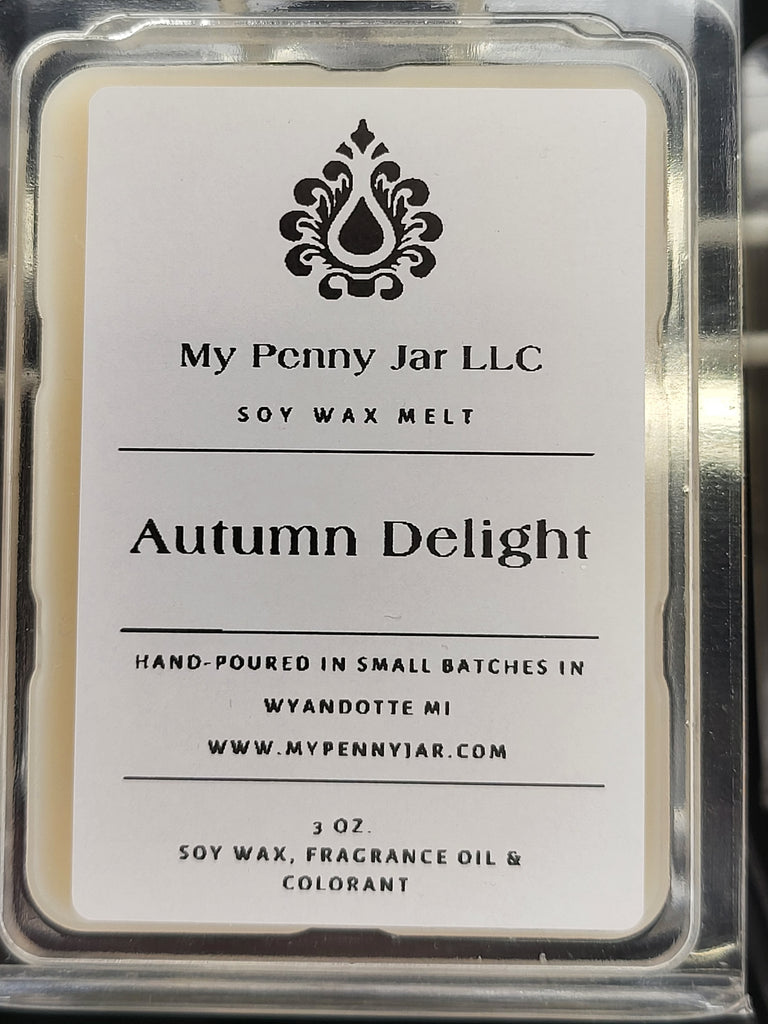 My Penny Jar LLC
SOY WAX MELT
Autumn Delight
HAND-POURED IN SMALL BATCHES IN
WYANDOTTE MI
WWW.MYPENNYJAR.COM
3 OZ.
SOY WAX, FRAGRANCE OIL &
COLORANT